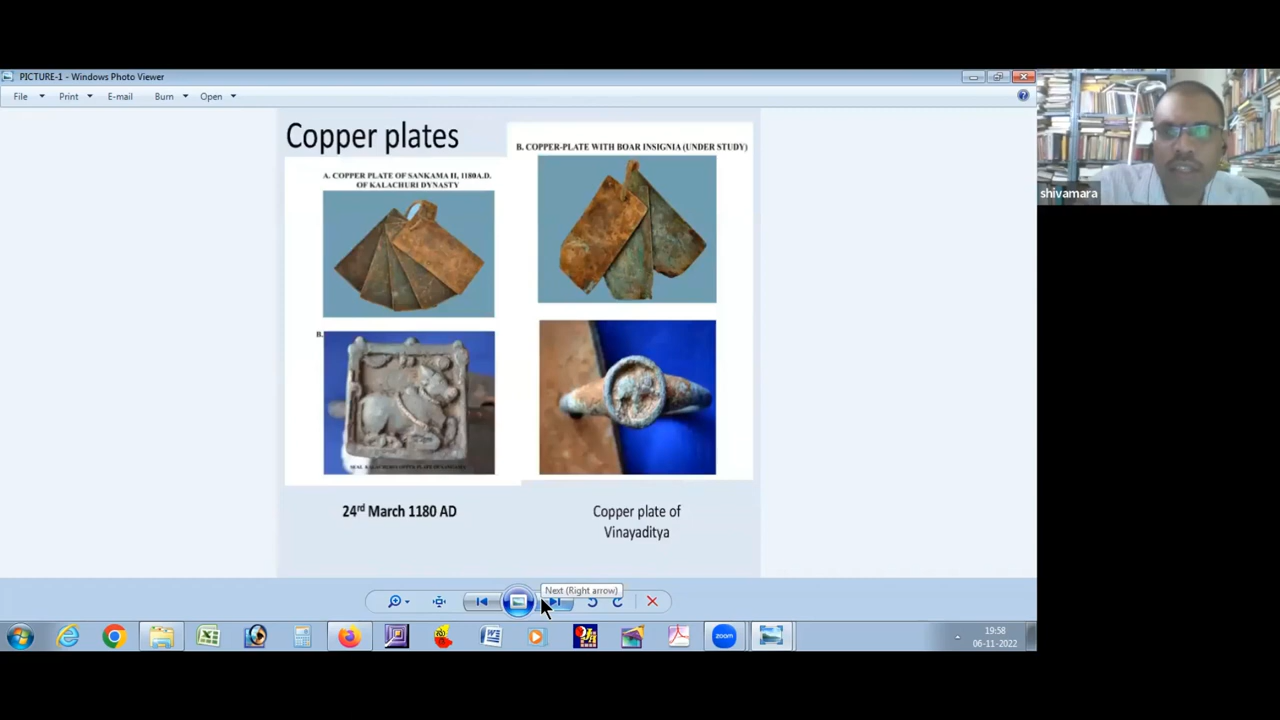 PICTURE-1 - Windows Photo Viewer
File Print E-mail Burn Open
Copper plates
A. COPPER PLATE OF SANKAMA II, 1180A.D.
OF KALACHURI DYNASTY
B. COPPER-PLATE WITH BOAR INSIGNIA (UNDER STUDY)
B.
24rd March 1180 AD
Copper plate of
Vinayaditya
shivamara
Next (Right arrow)
zoom
19:58
06-11-2022